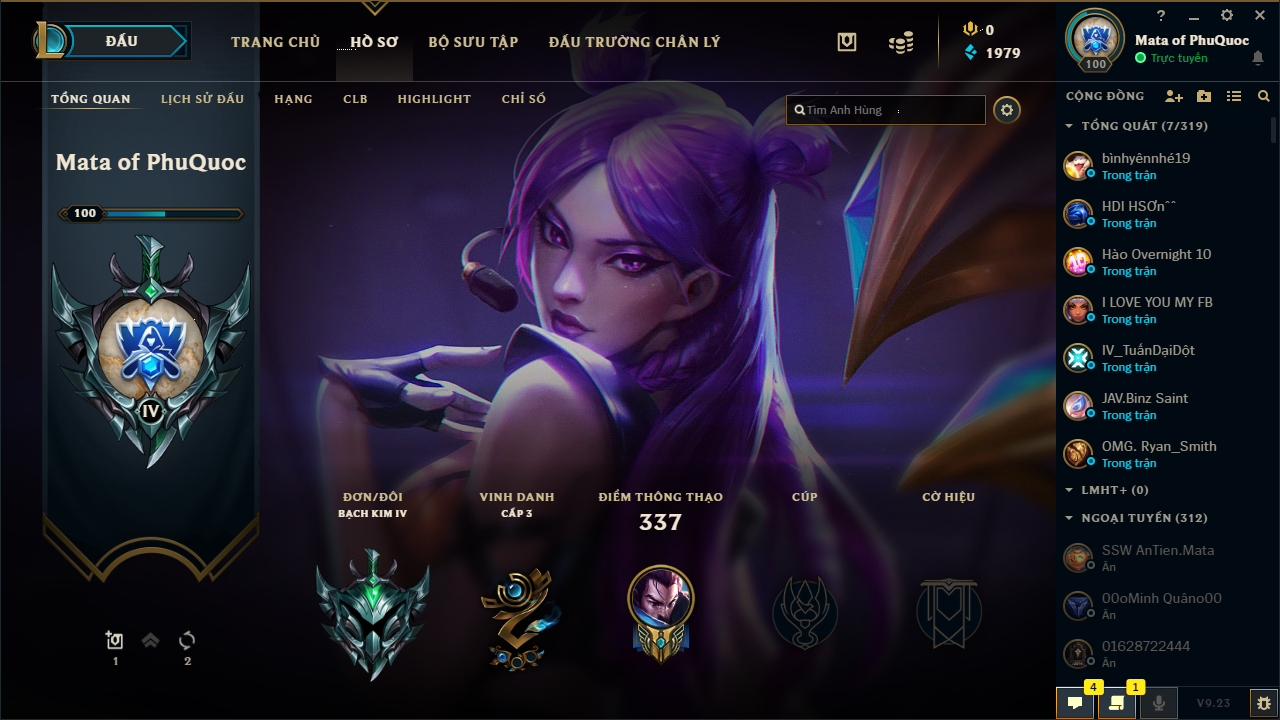 ĐẤU
TRANG CHỦ
HỒ SƠ
BỘ SƯU TẬP
ĐẤU TRƯỜNG CHÂN LÝ
0
1979
?
Mata of PhuQuoc
Trực tuyến
100
TỔNG QUAN
LỊCH SỬ ĐẤU
HẠNG
CLB
HIGHLIGHT
CHỈ SỐ
Tìm Anh Hùng
Mata of PhuQuoc
100
IV
ĐƠN/ĐÔI
BẠCH KIM IV
VINH DANH
CẤP 3
ĐIỂM THÔNG THẠO
337
CÚP
CỜ HIỆU
1
2
CỘNG ĐỒNG
TỔNG QUÁT (7/319)
bìnhyênnhé19
Trong trận
HDI HSƠnˆˆ
Trong trận
Hào Overnight 10
Trong trận
I LOVE YOU MY FB
Trong trận
IV_TuấnDạiDột
Trong trận
JAV.Binz Saint
Trong trận
OMG. Ryan_Smith
Trong trận
LMHT+ (0)
NGOẠI TUYẾN (312)
SSW AnTien.Mata
Ẩn
00oMinh Quâno00
Ẩn
01628722444
Ẩn
4
1
V9.23